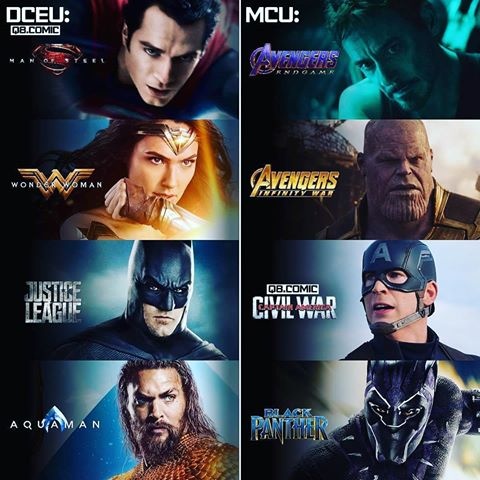 DCEU:
QB.COMIC
MAN OF STEEL
WONDER WOMAN
JUSTICE
LEAGUE
AQUAMAN
MCU:
AVENGERS
ENDGAME
AVENGERS
INFINITY WAR
QB.COMIC
CAPTAIN AMERICA
CIVIL WAR
A
BLACK
PANTHER